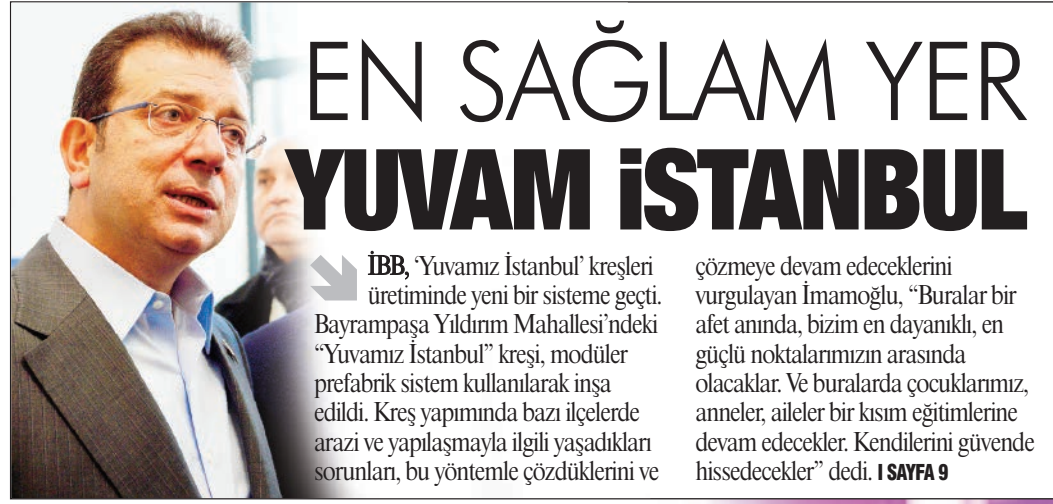 EN SAĞLAM YER
YUVAM İSTANBUL
İBB, ‘Yuvamız İstanbul’ kreşleri
üretiminde yeni bir sisteme geçti.
Bayrampaşa Yıldırım Mahallesi’ndeki
“Yuvamız İstanbul” kreşi, modüler
prefabrik sistem kullanılarak inşa
edildi. Kreş yapımında bazı ilçelerde
arazi ve yapılaşmayla ilgili yaşadıkları
sorunları, bu yöntemle çözdüklerini ve
çözmeye devam edeceklerini
vurgulayan İmamoğlu, “Buralar bir
afet anında, bizim en dayanıklı, en
güçlü noktalarımızın arasında
olacaklar. Ve buralarda çocuklarımız,
anneler, aileler bir kısım eğitimlerine
devam edecekler. Kendilerini güvende
hissedecekler” dedi. I SAYFA 9